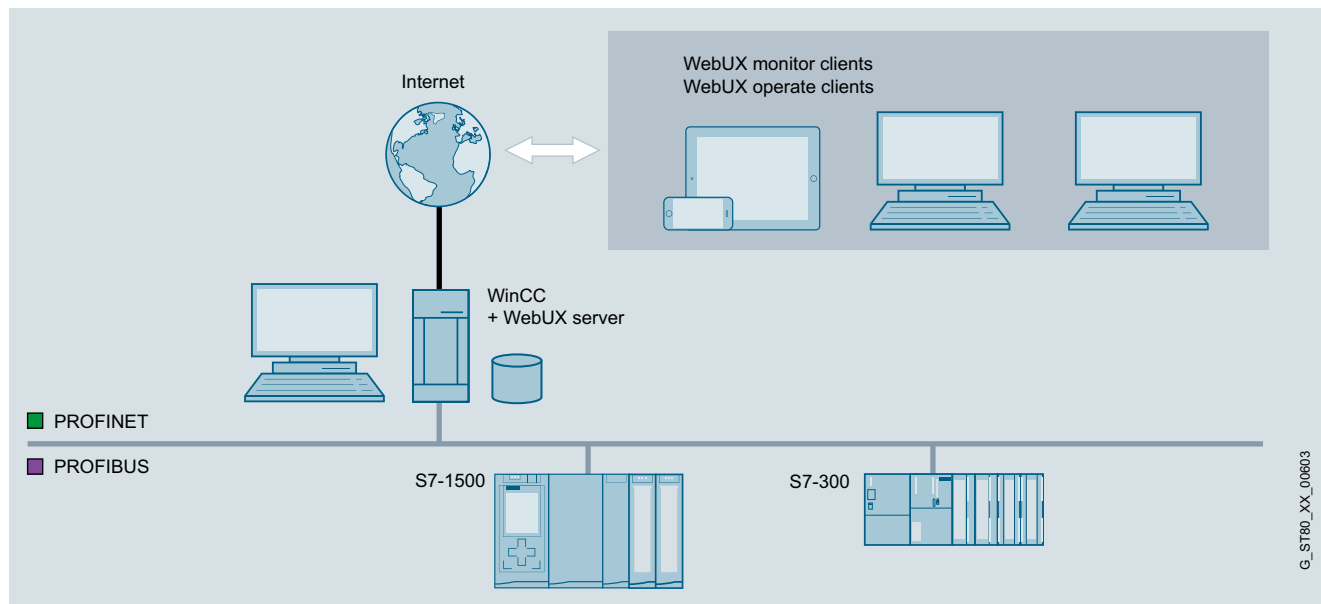 WebUX monitor clients
WebUX operate clients
Internet
WinCC
+ WebUX server
PROFINET
PROFIBUS
S7-1500
S7-300
G_ST80_XX_00603